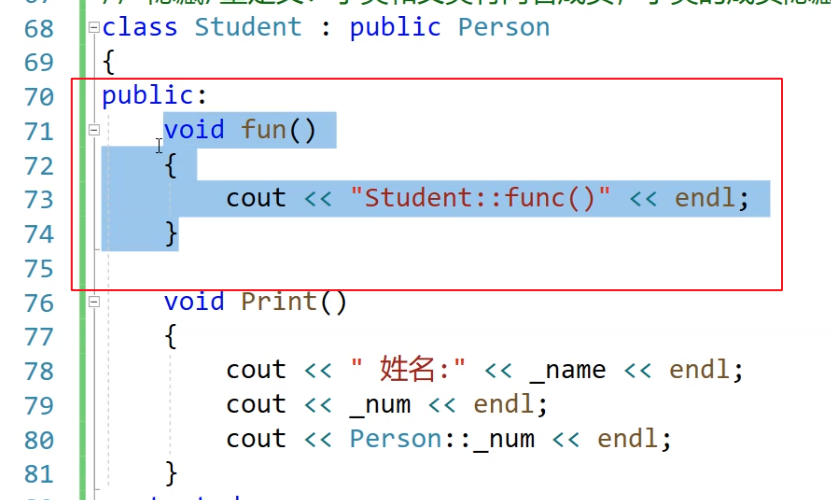 68 class Student : public Person
69 {
70 public:
71 void fun()
72 {
73 cout << "Student::func()" << endl;
74 }
75
76 void Print()
77 {
78 cout << " 姓名:" << _name << endl;
79 cout << _num << endl;
80 cout << Person::_num << endl;
81 }